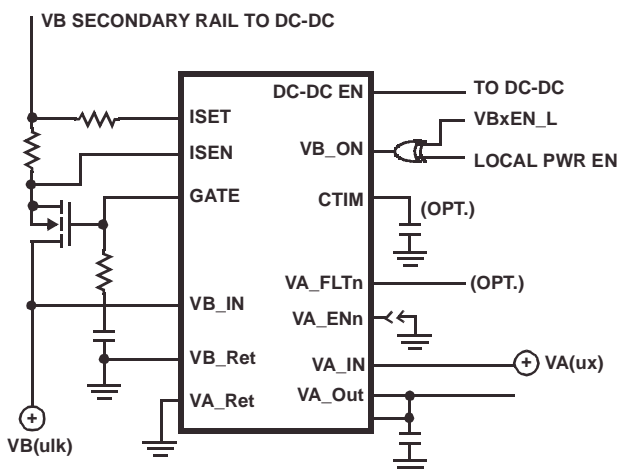 VB SECONDARY RAIL TO DC-DC
DC-DC EN
TO DC-DC
VBxEN_L
ISET
ISEN
VB_ON
LOCAL PWR EN
GATE
CTIM
(OPT.)
VA_FLTn
(OPT.)
VB_IN
VA_ENn
VB_Ret
VA_IN
+ VA(ux)
VA_Ret
VA_Out
+
VB(ulk)